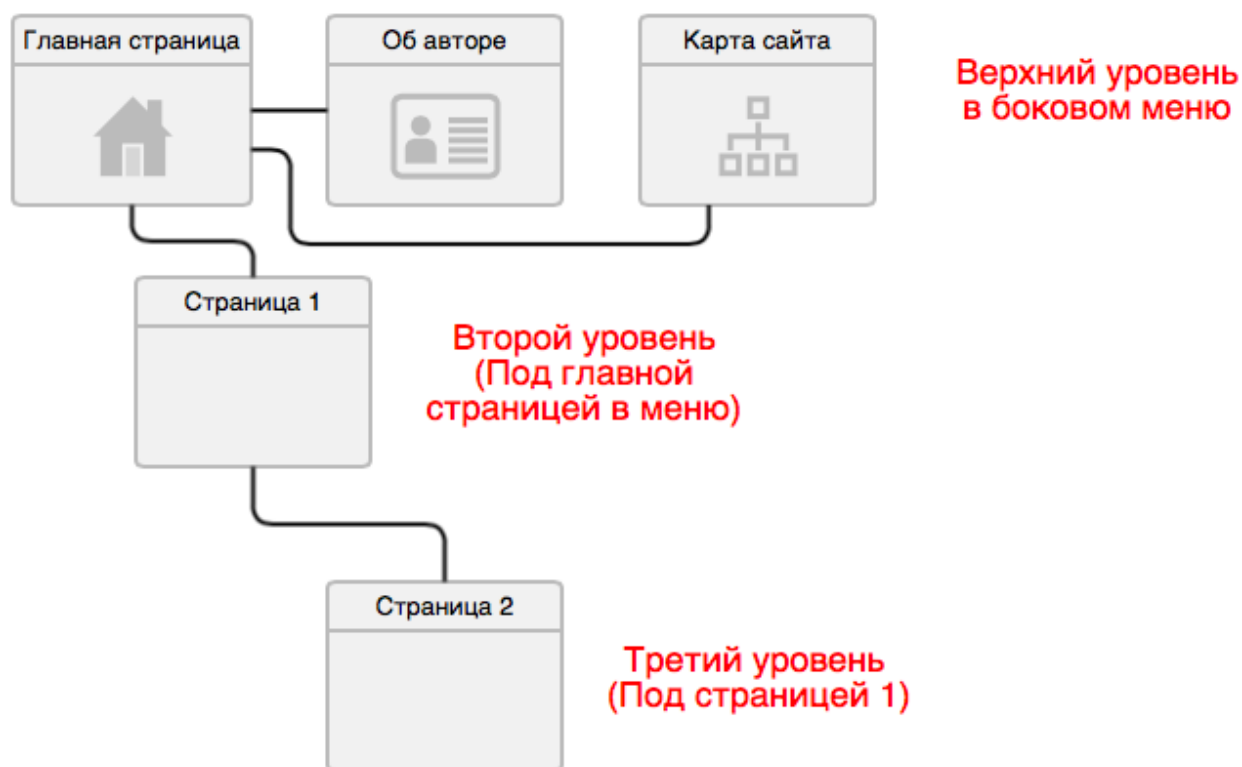 Главная страница
Об авторе
Карта сайта
Верхний уровень
в боковом меню
Страница 1
Второй уровень
(Под главной
страницей в меню)
Страница 2
Третий уровень
(Под страницей 1)